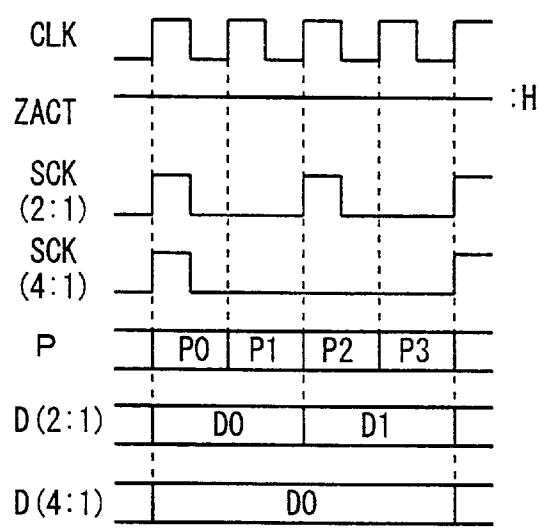 CLK
ZACT :H
SCK
(2:1)
SCK
(4:1)
P P0 P1 P2 P3
D(2:1) D0 D1
D(4:1) D0